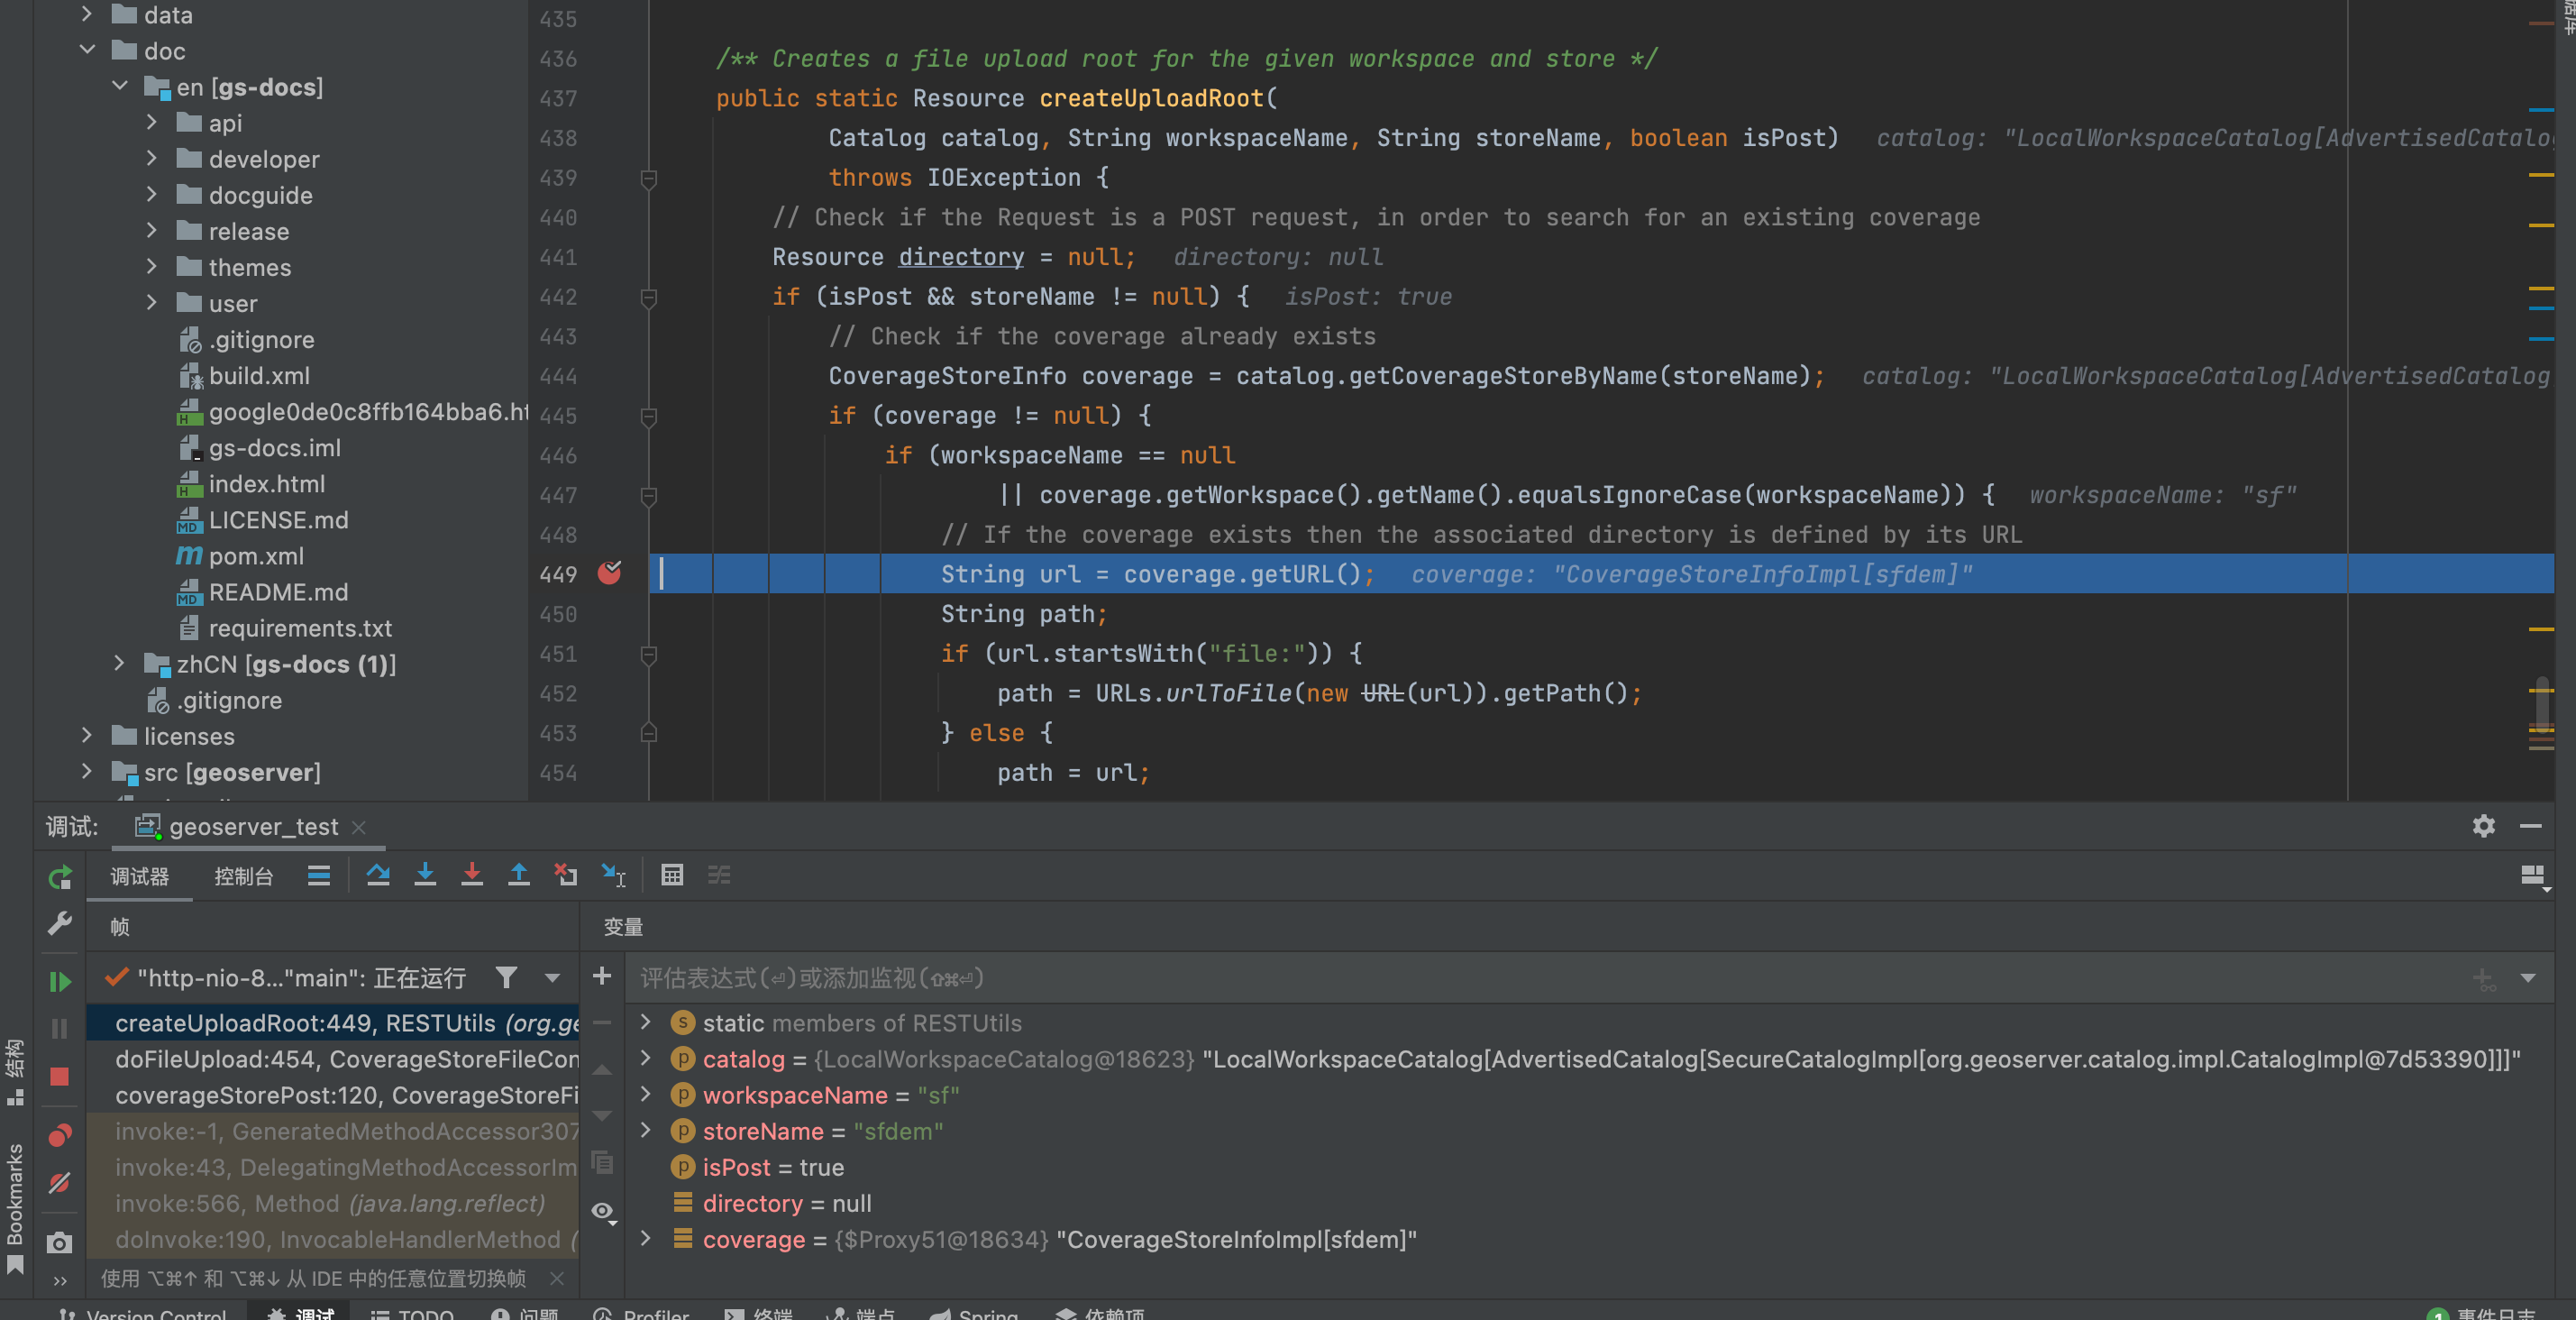 data
doc
en [gs-docs]
api
developer
docguide
release
themes
user
.gitignore
build.xml
google0de0c8ffb164bba6.ht
gs-docs.iml
index.html
LICENSE.md
pom.xml
README.md
requirements.txt
zhCN [gs-docs (1)]
.gitignore
licenses
src [geoserver]
435
436 /** Creates a file upload root for the given workspace and store */
437 public static Resource createUploadRoot(
438 Catalog catalog, String workspaceName, String storeName, boolean isPost) catalog: "LocalWorkspaceCatalog[AdvertisedCatalo
439 throws IOException {
440 // Check if the Request is a POST request, in order to search for an existing coverage
441 Resource directory = null; directory: null
442 if (isPost && storeName != null) { isPost: true
443 // Check if the coverage already exists
444 CoverageStoreInfo coverage = catalog.getCoverageStoreByName(storeName); catalog: "LocalWorkspaceCatalog[AdvertisedCatalog
445 if (coverage != null) {
446 if (workspaceName == null
447 || coverage.getWorkspace().getName().equalsIgnoreCase(workspaceName)) { workspaceName: "sf"
448 // If the coverage exists then the associated directory is defined by its URL
449 String url = coverage.getURL(); coverage: "CoverageStoreInfoImpl[sfdem]"
450 String path;
451 if (url.startsWith("file:")) {
452 path = URLs.urlToFile(new URL(url)).getPath();
453 } else {
454 path = url;
调试: geoserver_test
调试器 控制台
帧
变量
"http-nio-8..."main": 正在运行
评估表达式(⏎)或添加监视(⇧⌘⏎)
createUploadRoot:449, RESTUtils (org.ge
doFileUpload:454, CoverageStoreFileCon
coverageStorePost:120, CoverageStoreFi
invoke:-1, GeneratedMethodAccessor307
invoke:43, DelegatingMethodAccessorIm
invoke:566, Method (java.lang.reflect)
doInvoke:190, InvocableHandlerMethod (
使用 ⌥⌘↑ 和 ⌥⌘↓ 从 IDE 中的任意位置切换帧
static members of RESTUtils
catalog = {LocalWorkspaceCatalog@18623} "LocalWorkspaceCatalog[AdvertisedCatalog[SecureCatalogImpl[org.geoserver.catalog.impl.CatalogImpl@7d53390]]]"
workspaceName = "sf"
storeName = "sfdem"
isPost = true
directory = null
coverage = {$Proxy51@18634} "CoverageStoreInfoImpl[sfdem]"
结构
Bookmarks
Version Control 调试 TODO 问题 Profiler 终端 端点 Spring 依赖项 1 事件日志